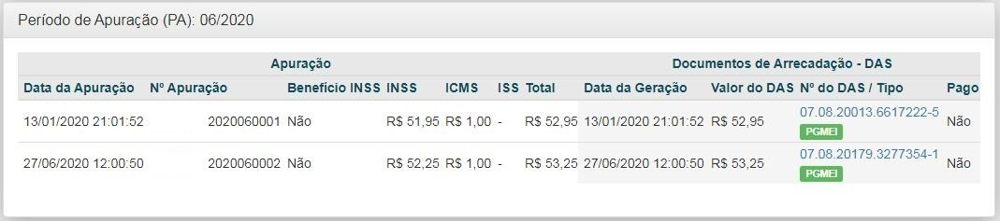 Período de Apuração (PA): 06/2020
Apuração Documentos de Arrecadação - DAS
Data da Apuração Nº Apuração Benefício INSS INSS ICMS ISS Total Data da Geração Valor do DAS Nº do DAS / Tipo Pago
13/01/2020 21:01:52 2020060001 Não R$ 51,95 R$ 1,00 - R$ 52,95 13/01/2020 21:01:52 R$ 52,95 07.08.20013.6617222-5 Não
PGMEI
27/06/2020 12:00:50 2020060002 Não R$ 52,25 R$ 1,00 - R$ 53,25 27/06/2020 12:00:50 R$ 53,25 07.08.20179.3277354-1 Não
PGMEI